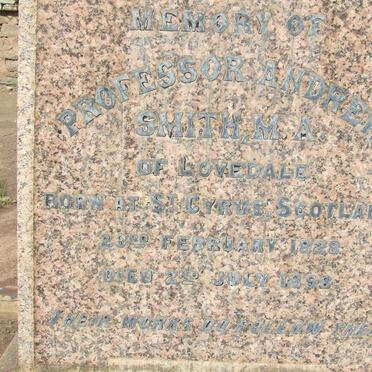 MEMORY OF
PROFESSOR ANDREW
SMITH, M.A.
OF LOVEDALE
BORN AT ST CYRUS, SCOTLA
23RD FEBRUARY 1828
DIED 2ND JULY 1898
THEIR WORKS DO FOLLOW THE